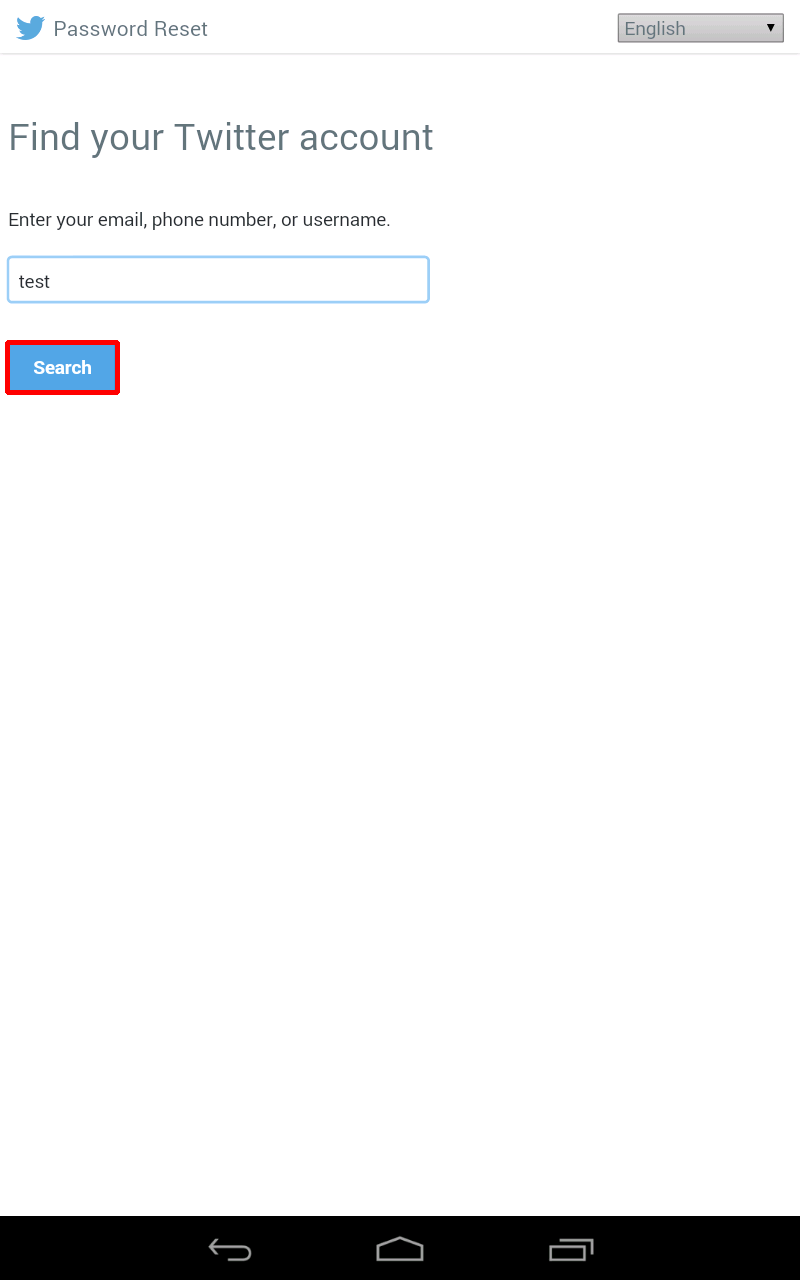 Password Reset
English
Find your Twitter account
Enter your email, phone number, or username.
test
Search